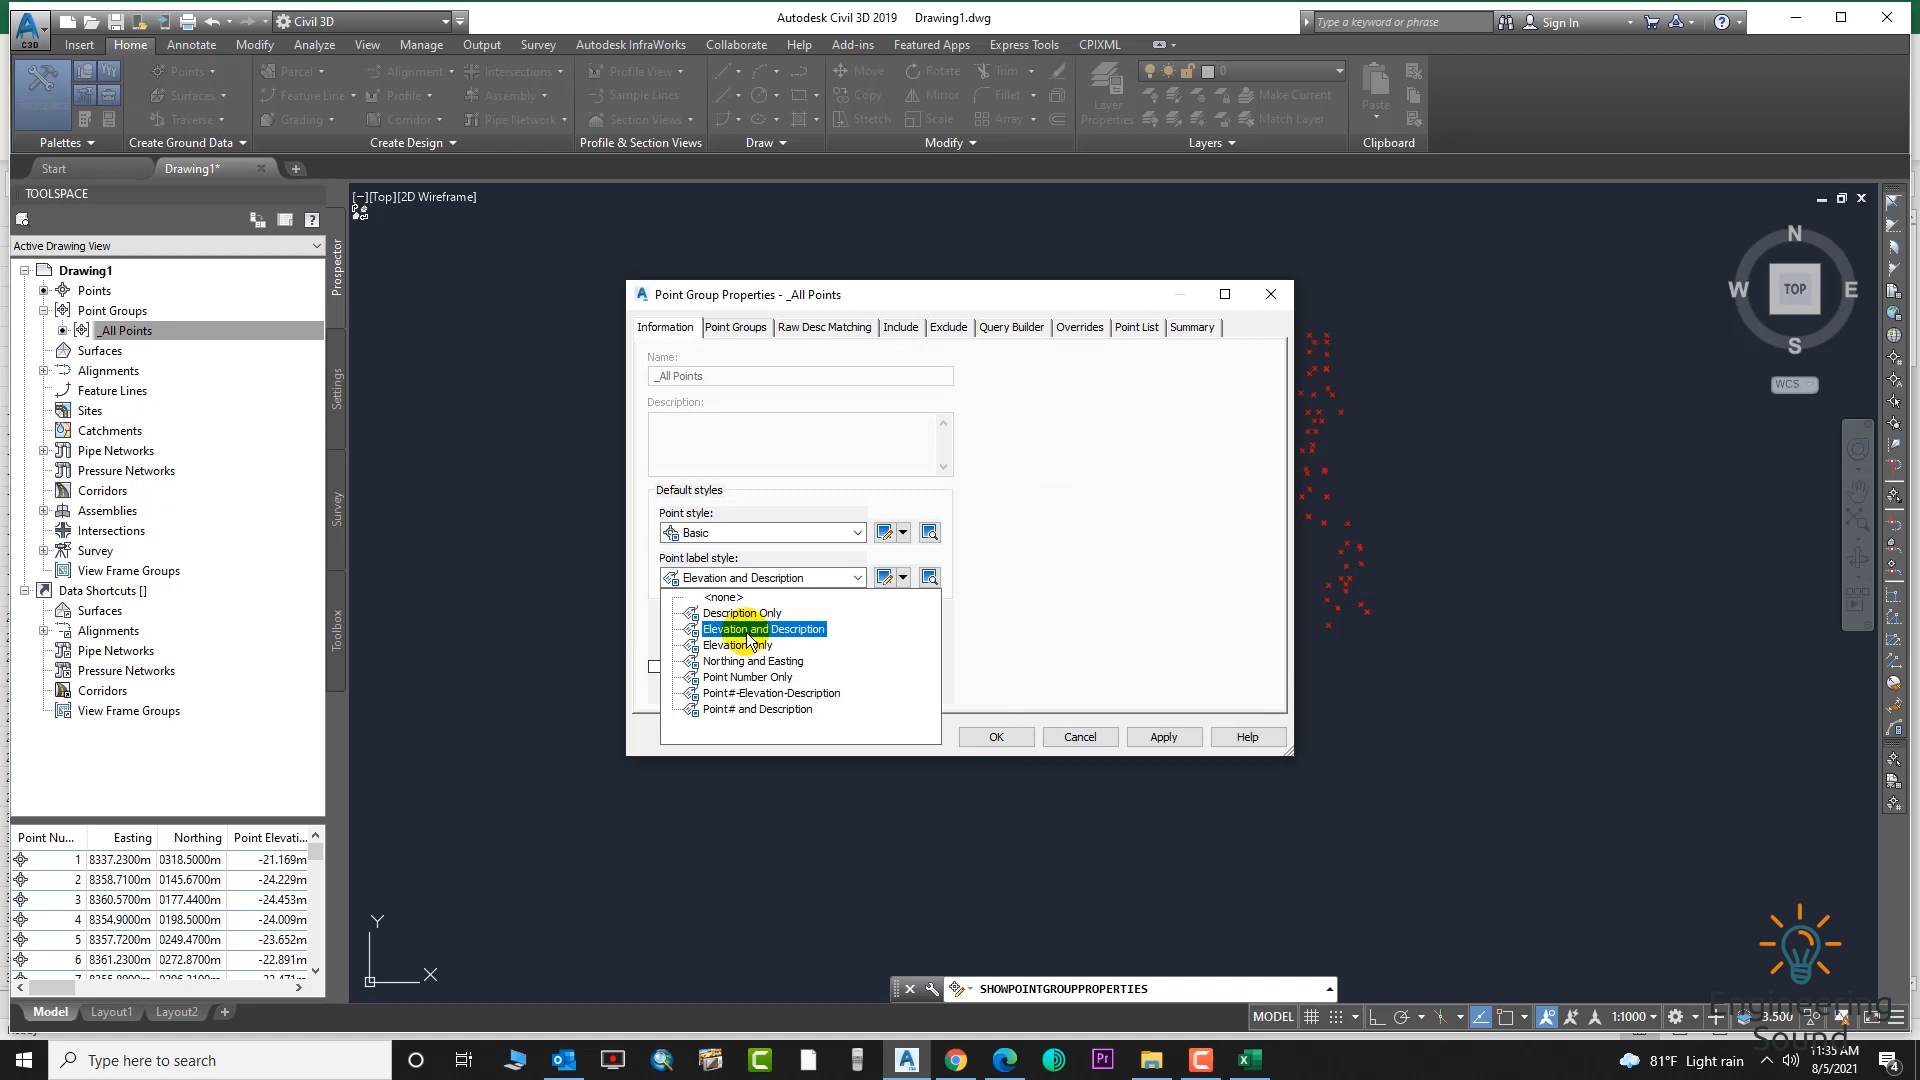 Civil 3D
Autodesk Civil 3D 2019 Drawing1.dwg
Type a keyword or phrase
Sign In
C3D
Insert Home Annotate Modify Analyze View Manage Output Survey Autodesk InfraWorks Collaborate Help Add-ins Featured Apps Express Tools CPIXML
Points Parcel Alignment Intersections Profile View Move Rotate Trim 0
Surfaces Feature Line Profile Assembly Sample Lines Copy Mirror Fillet Make Current
Traverse Grading Corridor Pipe Network Section Views Stretch Scale Array Match Layer
Layer
Properties
Paste
Palettes Create Ground Data Create Design Profile & Section Views Draw Modify Layers Clipboard
Start Drawing1*
TOOLSPACE
Active Drawing View
Drawing1
Points
Point Groups
_All Points
Surfaces
Alignments
Feature Lines
Sites
Catchments
Pipe Networks
Pressure Networks
Corridors
Assemblies
Intersections
Survey
View Frame Groups
Data Shortcuts []
Surfaces
Alignments
Pipe Networks
Pressure Networks
Corridors
View Frame Groups
Prospector
Settings
Survey
Toolbox
Point Nu... Easting Northing Point Elevati...
1 8337.2300m 0318.5000m -21.169m
2 8358.7100m 0145.6700m -24.229m
3 8360.5700m 0177.4400m -24.453m
4 8354.9000m 0198.5000m -24.009m
5 8357.7200m 0249.4700m -23.652m
6 8361.2300m 0272.8700m -22.891m
[−][Top][2D Wireframe]
Point Group Properties - _All Points
Information Point Groups Raw Desc Matching Include Exclude Query Builder Overrides Point List Summary
Name:
_All Points
Description:
Default styles
Point style:
Basic
Point label style:
Elevation and Description
<none>
Description Only
Elevation and Description
Elevation Only
Northing and Easting
Point Number Only
Point#-Elevation-Description
Point# and Description
OK Cancel Apply Help
N
W TOP E
S
WCS
Y
X
SHOWPOINTGROUPPROPERTIES
Model Layout1 Layout2
MODEL 1:1000 3.500
Engineering
Sound
Type here to search
81°F Light rain
11:35 AM
8/5/2021
4